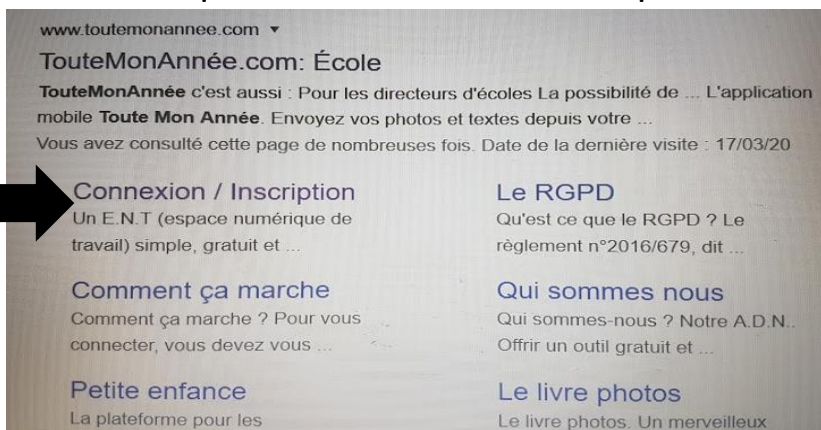 www.toutemonannee.com
TouteMonAnnée.com: École
TouteMonAnnée c'est aussi : Pour les directeurs d'écoles La possibilité de ... L'application
mobile Toute Mon Année. Envoyez vos photos et textes depuis votre ...
Vous avez consulté cette page de nombreuses fois. Date de la dernière visite : 17/03/20
Connexion / Inscription
Un E.N.T (espace numérique de
travail) simple, gratuit et ...
Le RGPD
Qu'est ce que le RGPD ? Le
règlement n°2016/679, dit ...
Comment ça marche
Comment ça marche ? Pour vous
connecter, vous devez vous ...
Qui sommes nous
Qui sommes-nous ? Notre A.D.N..
Offrir un outil gratuit et ...
Petite enfance
La plateforme pour les
Le livre photos
Le livre photos. Un merveilleux